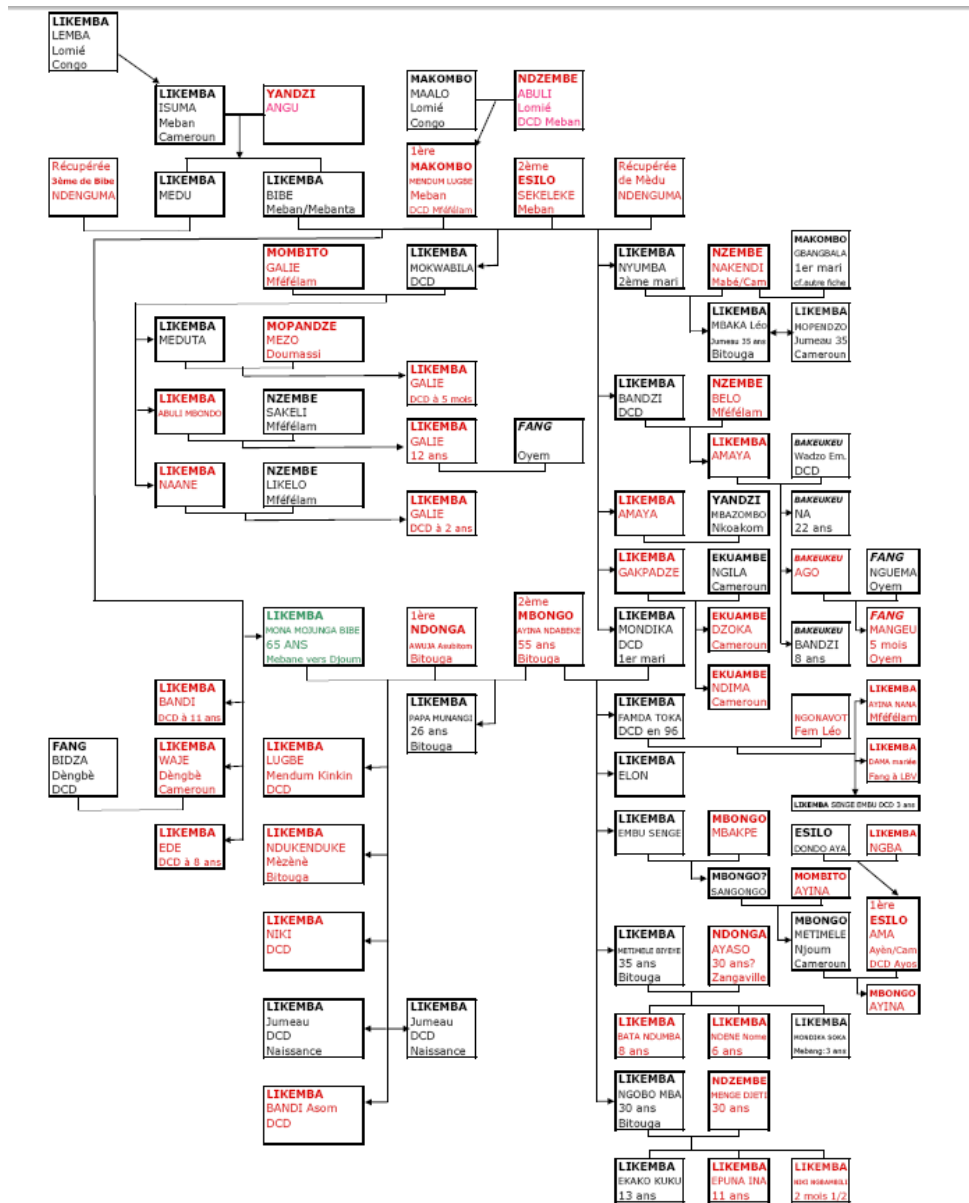 LIKEMBA
LEMBA
Lomié
Congo
LIKEMBA
ISUMA
Meban
Cameroun
YANDZI
ANGU
MAKOMBO
MAALO
Lomié
Congo
NDZEMBE
ABULI
Lomié
DCD Meban
Récupérée
3ème de Bibe
NDENGUMA
LIKEMBA
MEDU
LIKEMBA
BIBE
Meban/Mebanta
1ère
MAKOMBO
MENDUM LUGBE
Meban
DCD Mféfélam
2ème
ESILO
SEKELEKE
Meban
Récupérée
de Mèdu
NDENGUMA
MOMBITO
GALIE
Mféfélam
LIKEMBA
MOKWABILA
DCD
LIKEMBA
NYUMBA
2ème mari
NZEMBE
NAKENDI
Mabé/Cam
MAKOMBO
GBANGBALA
1er mari
cf.autre fiche
LIKEMBA
MEDUTA
MOPANDZE
MEZO
Doumassi
LIKEMBA
MBAKA Léo
Jumeau 35 ans
Bitouga
LIKEMBA
MOPENDZO
Jumeau 35
Cameroun
LIKEMBA
GALIE
DCD à 5 mois
LIKEMBA
BANDZI
DCD
NZEMBE
BELO
Mféfélam
LIKEMBA
ABULI MBONDO
NZEMBE
SAKELI
Mféfélam
LIKEMBA
GALIE
12 ans
FANG
Oyem
LIKEMBA
AMAYA
BAKEUKEU
Wadzo Em.
DCD
LIKEMBA
NAANE
NZEMBE
LIKELO
Mféfélam
LIKEMBA
GALIE
DCD à 2 ans
LIKEMBA
AMAYA
YANDZI
MBAZOMBO
Nkoakom
BAKEUKEU
NA
22 ans
LIKEMBA
GAKPADZE
EKUAMBE
NGILA
Cameroun
BAKEUKEU
AGO
FANG
NGUEMA
Oyem
LIKEMBA
MONA MOJUNGA BIBE
65 ANS
Mebane vers Djoum
1ère
NDONGA
AWUJA Asubitom
Bitouga
2ème
MBONGO
AYINA NDABEKE
55 ans
Bitouga
LIKEMBA
MONDIKA
DCD
1er mari
EKUAMBE
DZOKA
Cameroun
BAKEUKEU
BANDZI
8 ans
FANG
MANGEU
5 mois
Oyem
EKUAMBE
NDIMA
Cameroun
LIKEMBA
BANDI
DCD à 11 ans
LIKEMBA
PAPA MUNANGI
26 ans
Bitouga
LIKEMBA
FAMDA TOKA
DCD en 96
NGONAVOT
Fem Léo
LIKEMBA
AYINA NANA
Mféfélam
FANG
BIDZA
Dèngbè
DCD
LIKEMBA
WAJE
Dèngbè
Cameroun
LIKEMBA
LUGBE
Mendum Kinkin
DCD
LIKEMBA
ELON
LIKEMBA
DAMA mariée
Fang à LBV
LIKEMBA SENGE EMBU DCD 3 ans
LIKEMBA
EDE
DCD à 8 ans
LIKEMBA
NDUKENDUKE
Mèzènè
Bitouga
LIKEMBA
EMBU SENGE
MBONGO
MBAKPE
ESILO
DONDO AYA
LIKEMBA
NGBA
MBONGO?
SANGONGO
MOMBITO
AYINA
LIKEMBA
NIKI
DCD
LIKEMBA
METIMELE BIYEYE
35 ans
Bitouga
NDONGA
AYASO
30 ans?
Zangaville
MBONGO
METIMELE
Njoum
Cameroun
1ère
ESILO
AMA
Ayèn/Cam
DCD Ayos
MBONGO
AYINA
LIKEMBA
Jumeau
DCD
Naissance
LIKEMBA
Jumeau
DCD
Naissance
LIKEMBA
BATA NDUMBA
8 ans
LIKEMBA
NDENE Nome
6 ans
LIKEMBA
MONDIKA SOKA
Mebeng:3 ans
LIKEMBA
BANDI Asom
DCD
LIKEMBA
NGOBO MBA
30 ans
Bitouga
NDZEMBE
MENGE DJETI
30 ans
LIKEMBA
EKAKO KUKU
13 ans
LIKEMBA
EPUNA INA
11 ans
LIKEMBA
NIKI NGBAMBILI
2 mois 1/2